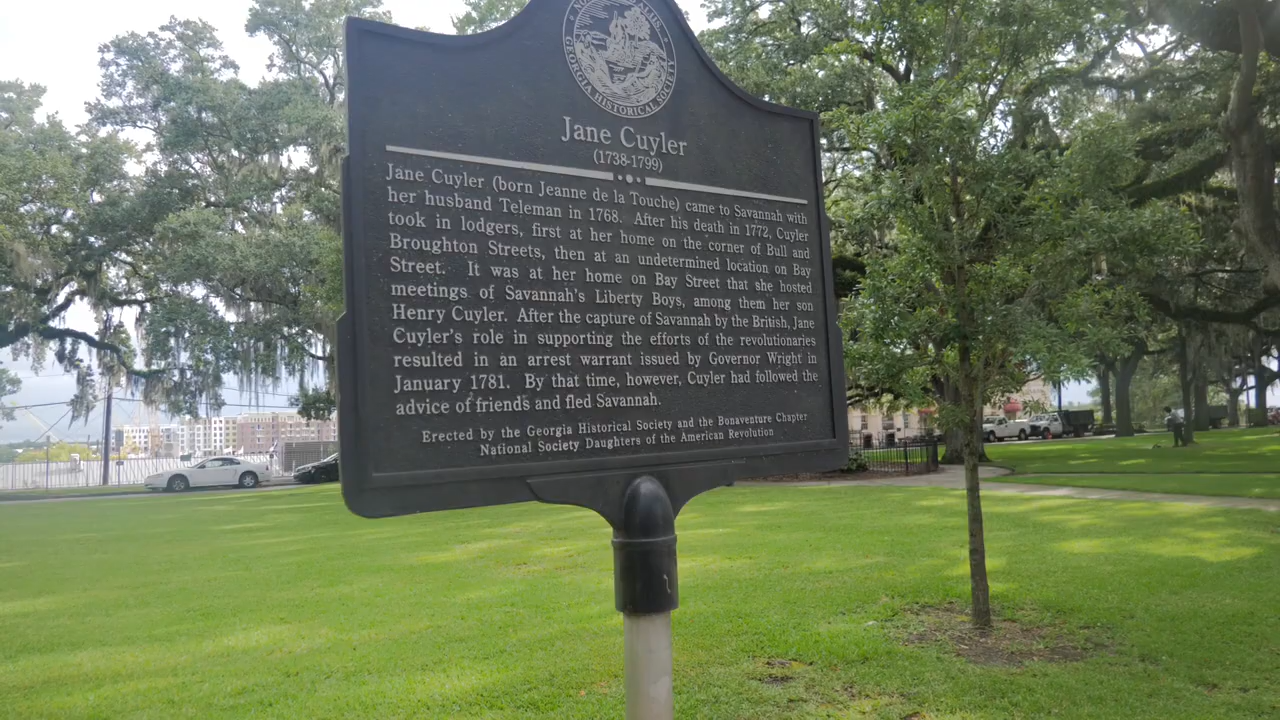 GEORGIA HISTORICAL SOCIETY
Jane Cuyler
(1738-1799)
Jane Cuyler (born Jeanne de la Touche) came to Savannah with
her husband Teleman in 1768. After his death in 1772, Cuyler
took in lodgers, first at her home on the corner of Bull and
Broughton Streets, then at an undetermined location on Bay
Street. It was at her home on Bay Street that she hosted
meetings of Savannah's Liberty Boys, among them her son
Henry Cuyler. After the capture of Savannah by the British, Jane
Cuyler's role in supporting the efforts of the revolutionaries
resulted in an arrest warrant issued by Governor Wright in
January 1781. By that time, however, Cuyler had followed the
advice of friends and fled Savannah.
Erected by the Georgia Historical Society and the Bonaventure Chapter
National Society Daughters of the American Revolution